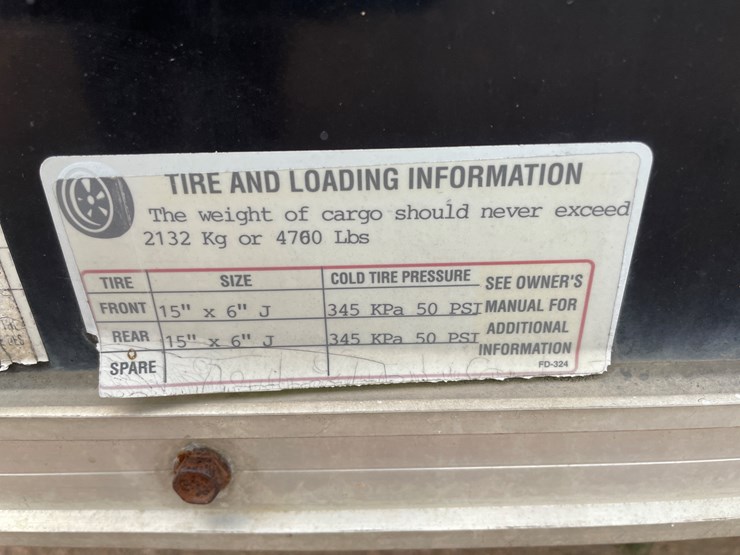 TIRE AND LOADING INFORMATION
The weight of cargo should never exceed
2132 Kg or 4760 Lbs
TIRE SIZE COLD TIRE PRESSURE SEE OWNER'S
FRONT 15" x 6" J 345 KPa 50 PSI MANUAL FOR
ADDITIONAL
REAR 15" x 6" J 345 KPa 50 PSI INFORMATION
SPARE FD-324